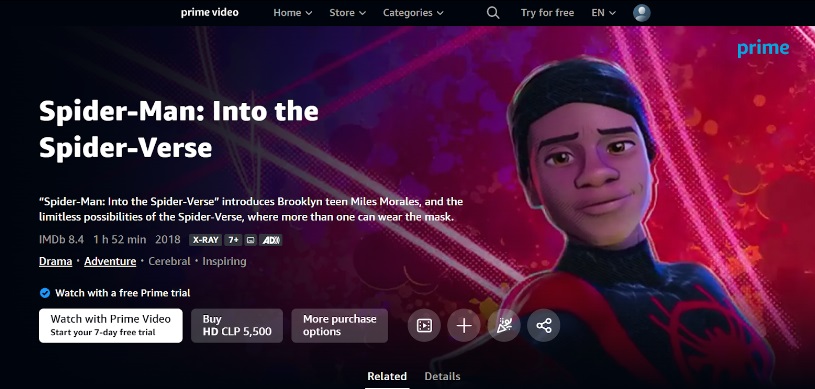 prime video Home Store Categories Try for free EN
prime
Spider-Man: Into the
Spider-Verse
“Spider-Man: Into the Spider-Verse” introduces Brooklyn teen Miles Morales, and the
limitless possibilities of the Spider-Verse, where more than one can wear the mask.
IMDb 8.4 1 h 52 min 2018 X-RAY 7+ AD
Drama • Adventure • Cerebral • Inspiring
Watch with a free Prime trial
Watch with Prime Video
Start your 7-day free trial
Buy
HD CLP 5,500
More purchase
options
Related Details